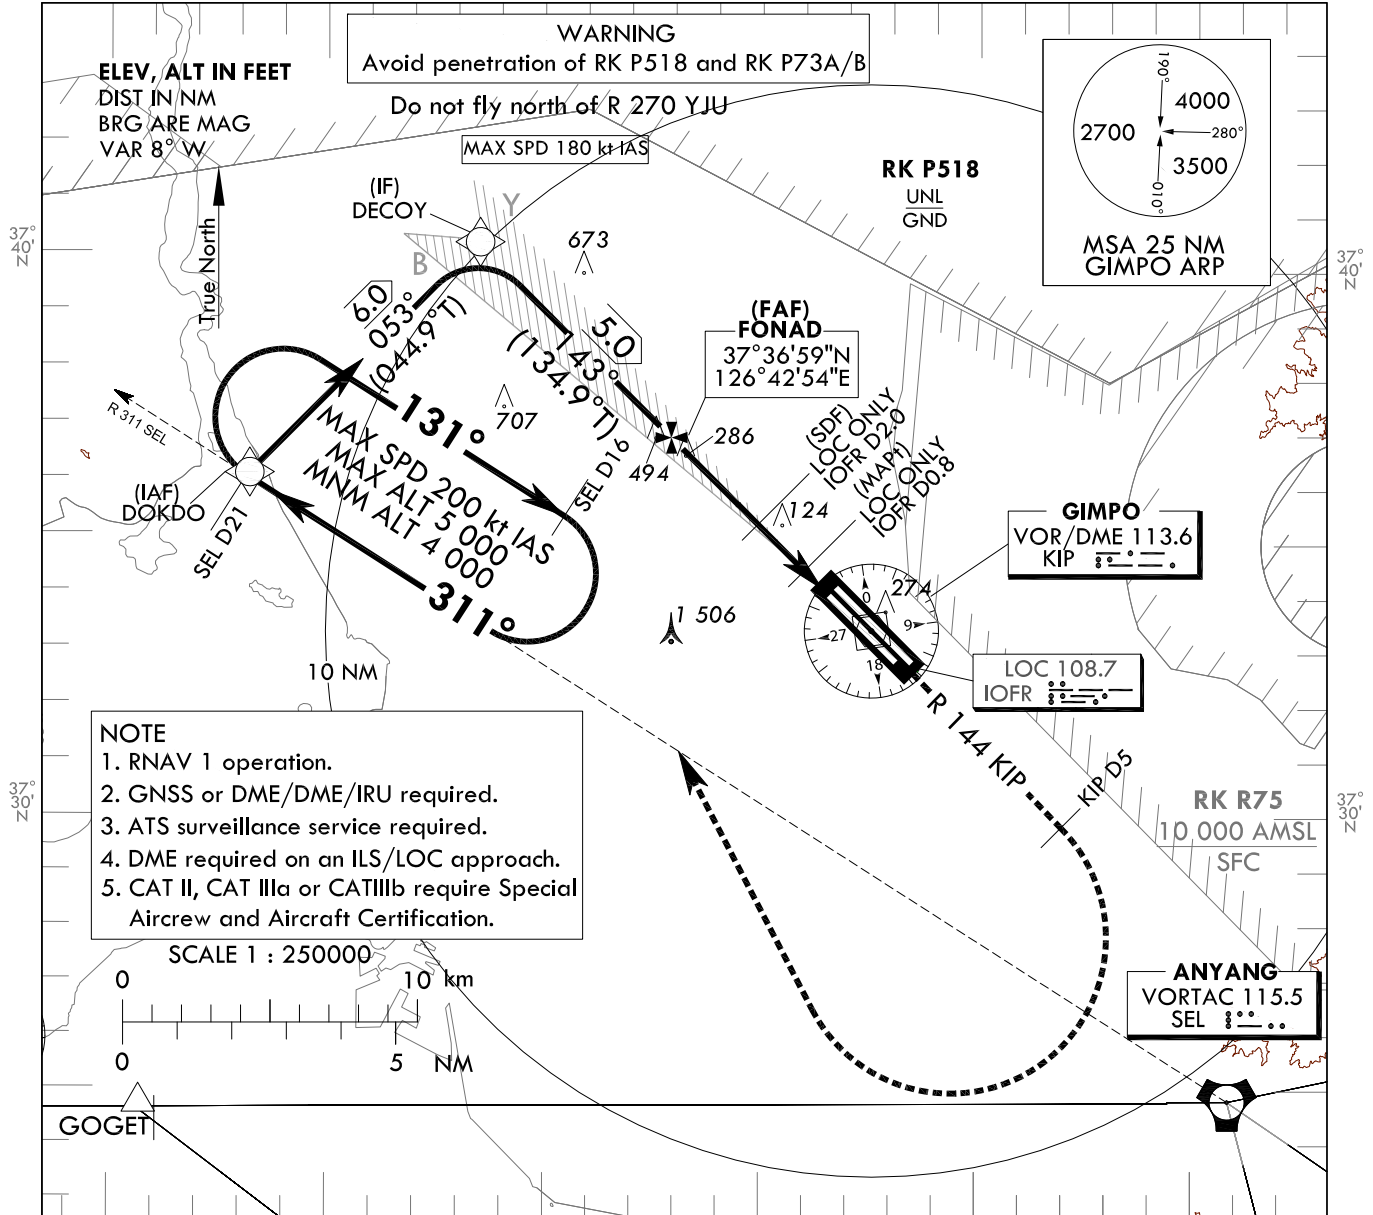 WARNING
Avoid penetration of RK P518 and RK P73A/B
Do not fly north of R 270 YJU
MAX SPD 180 kt IAS
ELEV, ALT IN FEET
DIST IN NM
BRG ARE MAG
VAR 8° W
True North
(IF)
DECOY
Y
B
673
RK P518
UNL
GND
190°
4000
2700
280°
3500
010°
MSA 25 NM
GIMPO ARP
37°
40'
N
37°
40'
N
6.0
053°
(044.9°T)
5.0
143°
(134.9°T)
(FAF)
FONAD
37°36'59"N
126°42'54"E
R 311 SEL
707
131°
MAX SPD 200 kt IAS
MAX ALT 5 000
MNM ALT 4 000
311°
SEL D16
494
286
(SDF)
LOC ONLY
IOFR D2.0
(MAPt)
LOC ONLY
IOFR D0.8
124
(IAF)
DOKDO
SEL D21
GIMPO
VOR/DME 113.6
KIP
274
0
9
18
27
1 506
10 NM
LOC 108.7
IOFR
R 144 KIP
KIP D5
NOTE
1. RNAV 1 operation.
2. GNSS or DME/DME/IRU required.
3. ATS surveillance service required.
4. DME required on an ILS/LOC approach.
5. CAT II, CAT IIIa or CATIIIb require Special
Aircrew and Aircraft Certification.
37°
30'
N
37°
30'
N
RK R75
10 000 AMSL
SFC
SCALE 1 : 250000
0 10 km
0 5 NM
ANYANG
VORTAC 115.5
SEL
GOGET